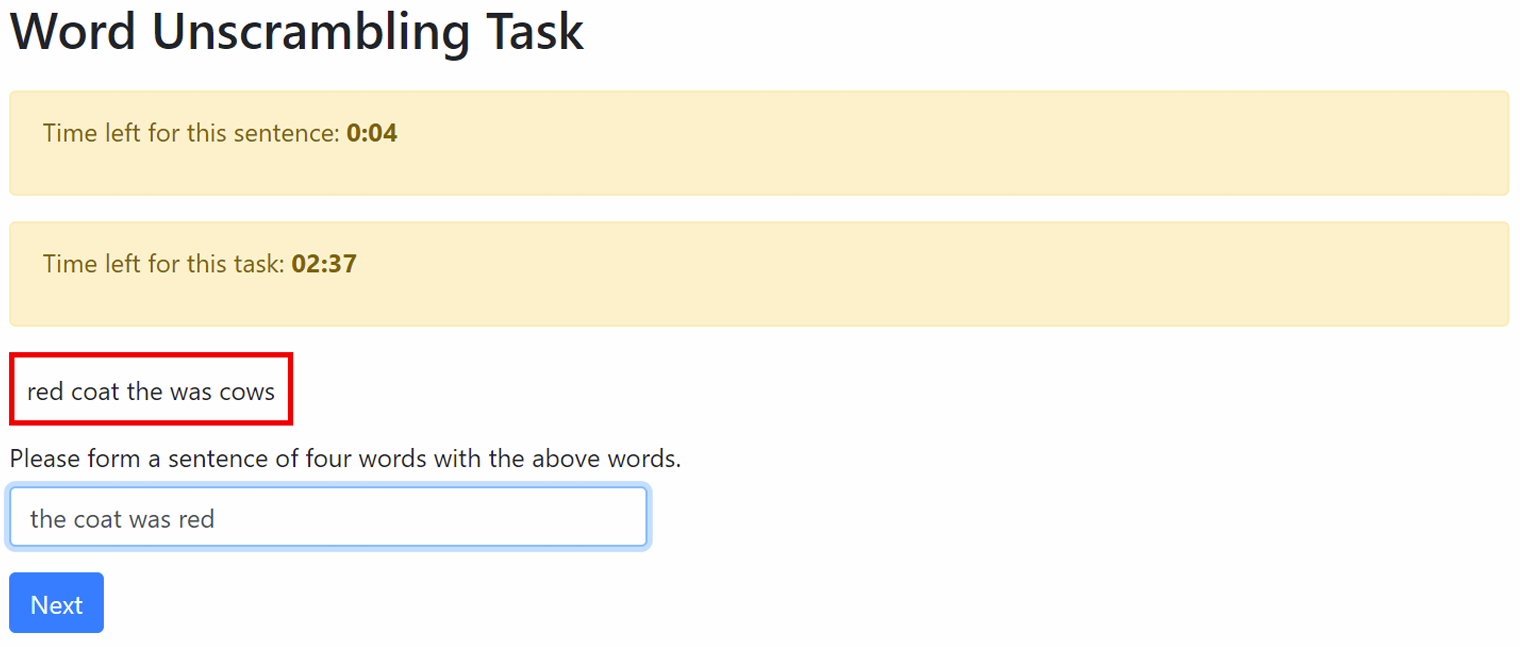 Word Unscrambling Task
Time left for this sentence: 0:04
Time left for this task: 02:37
red coat the was cows
Please form a sentence of four words with the above words.
the coat was red
Next